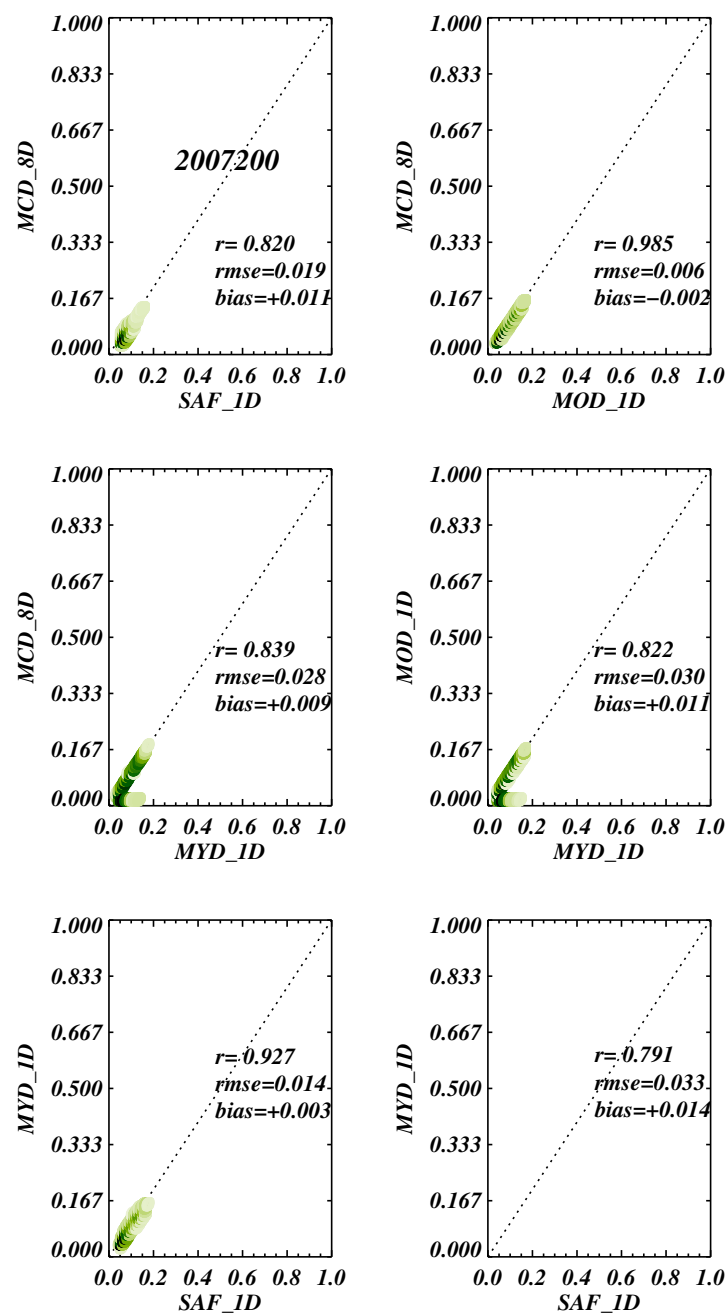 1.000
0.833
0.667
0.500
0.333
0.167
0.000
MCD_8D
2007200
r= 0.820
rmse=0.019
bias=+0.011
0.0 0.2 0.4 0.6 0.8 1.0
SAF_1D
1.000
0.833
0.667
0.500
0.333
0.167
0.000
MCD_8D
r= 0.985
rmse=0.006
bias=−0.002
0.0 0.2 0.4 0.6 0.8 1.0
MOD_1D
1.000
0.833
0.667
0.500
0.333
0.167
0.000
MCD_8D
r= 0.839
rmse=0.028
bias=+0.009
0.0 0.2 0.4 0.6 0.8 1.0
MYD_1D
1.000
0.833
0.667
0.500
0.333
0.167
0.000
MOD_1D
r= 0.822
rmse=0.030
bias=+0.011
0.0 0.2 0.4 0.6 0.8 1.0
MYD_1D
1.000
0.833
0.667
0.500
0.333
0.167
0.000
MYD_1D
r= 0.927
rmse=0.014
bias=+0.003
0.0 0.2 0.4 0.6 0.8 1.0
SAF_1D
1.000
0.833
0.667
0.500
0.333
0.167
0.000
MYD_1D
r= 0.791
rmse=0.033
bias=+0.014
0.0 0.2 0.4 0.6 0.8 1.0
SAF_1D